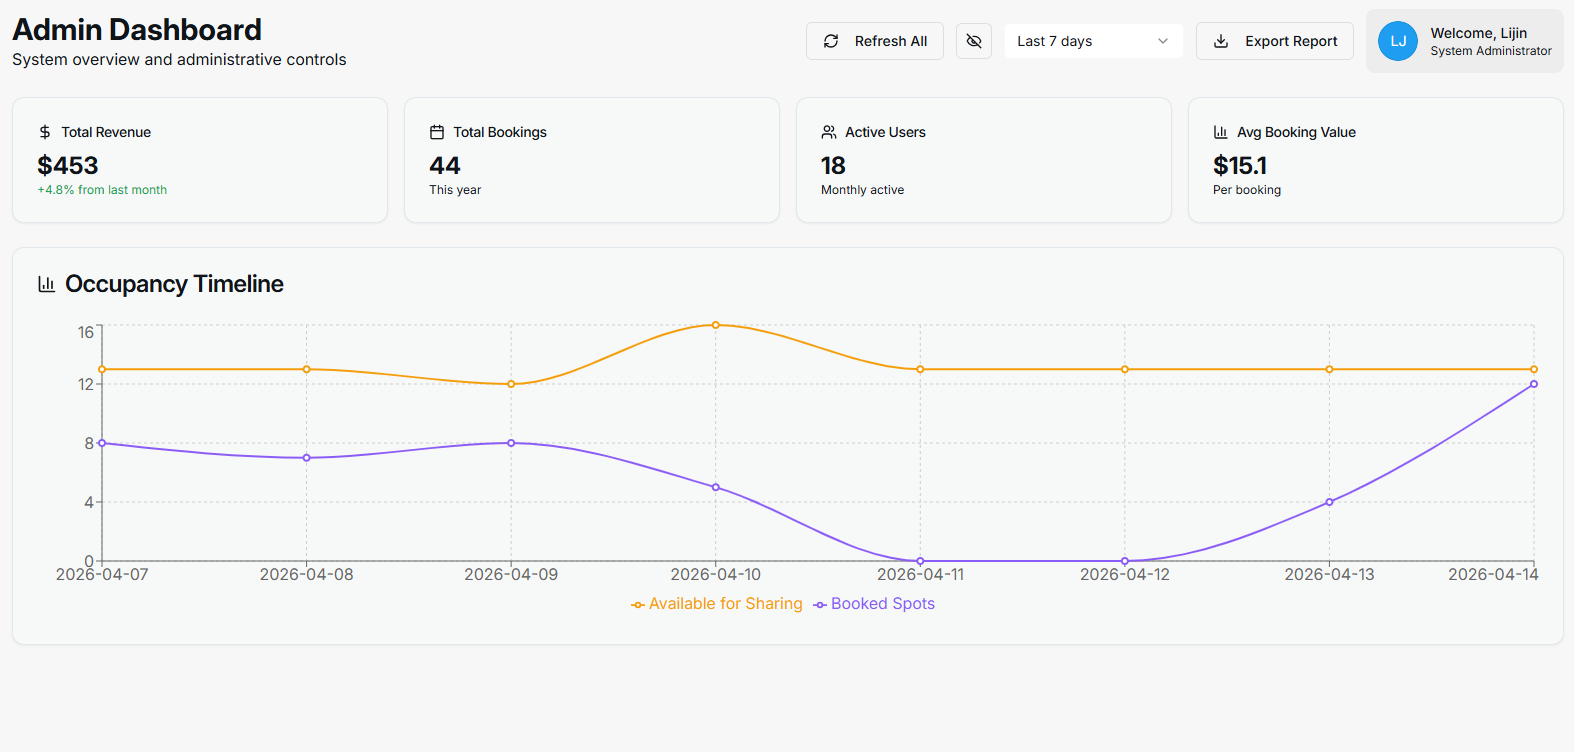 Admin Dashboard
System overview and administrative controls
Refresh All
Last 7 days
Export Report
LJ
Welcome, Lijin
System Administrator
Total Revenue
$453
+4.8% from last month
Total Bookings
44
This year
Active Users
18
Monthly active
Avg Booking Value
$15.1
Per booking
Occupancy Timeline
16
12
8
4
0
2026-04-07 2026-04-08 2026-04-09 2026-04-10 2026-04-11 2026-04-12 2026-04-13 2026-04-14
Available for Sharing Booked Spots